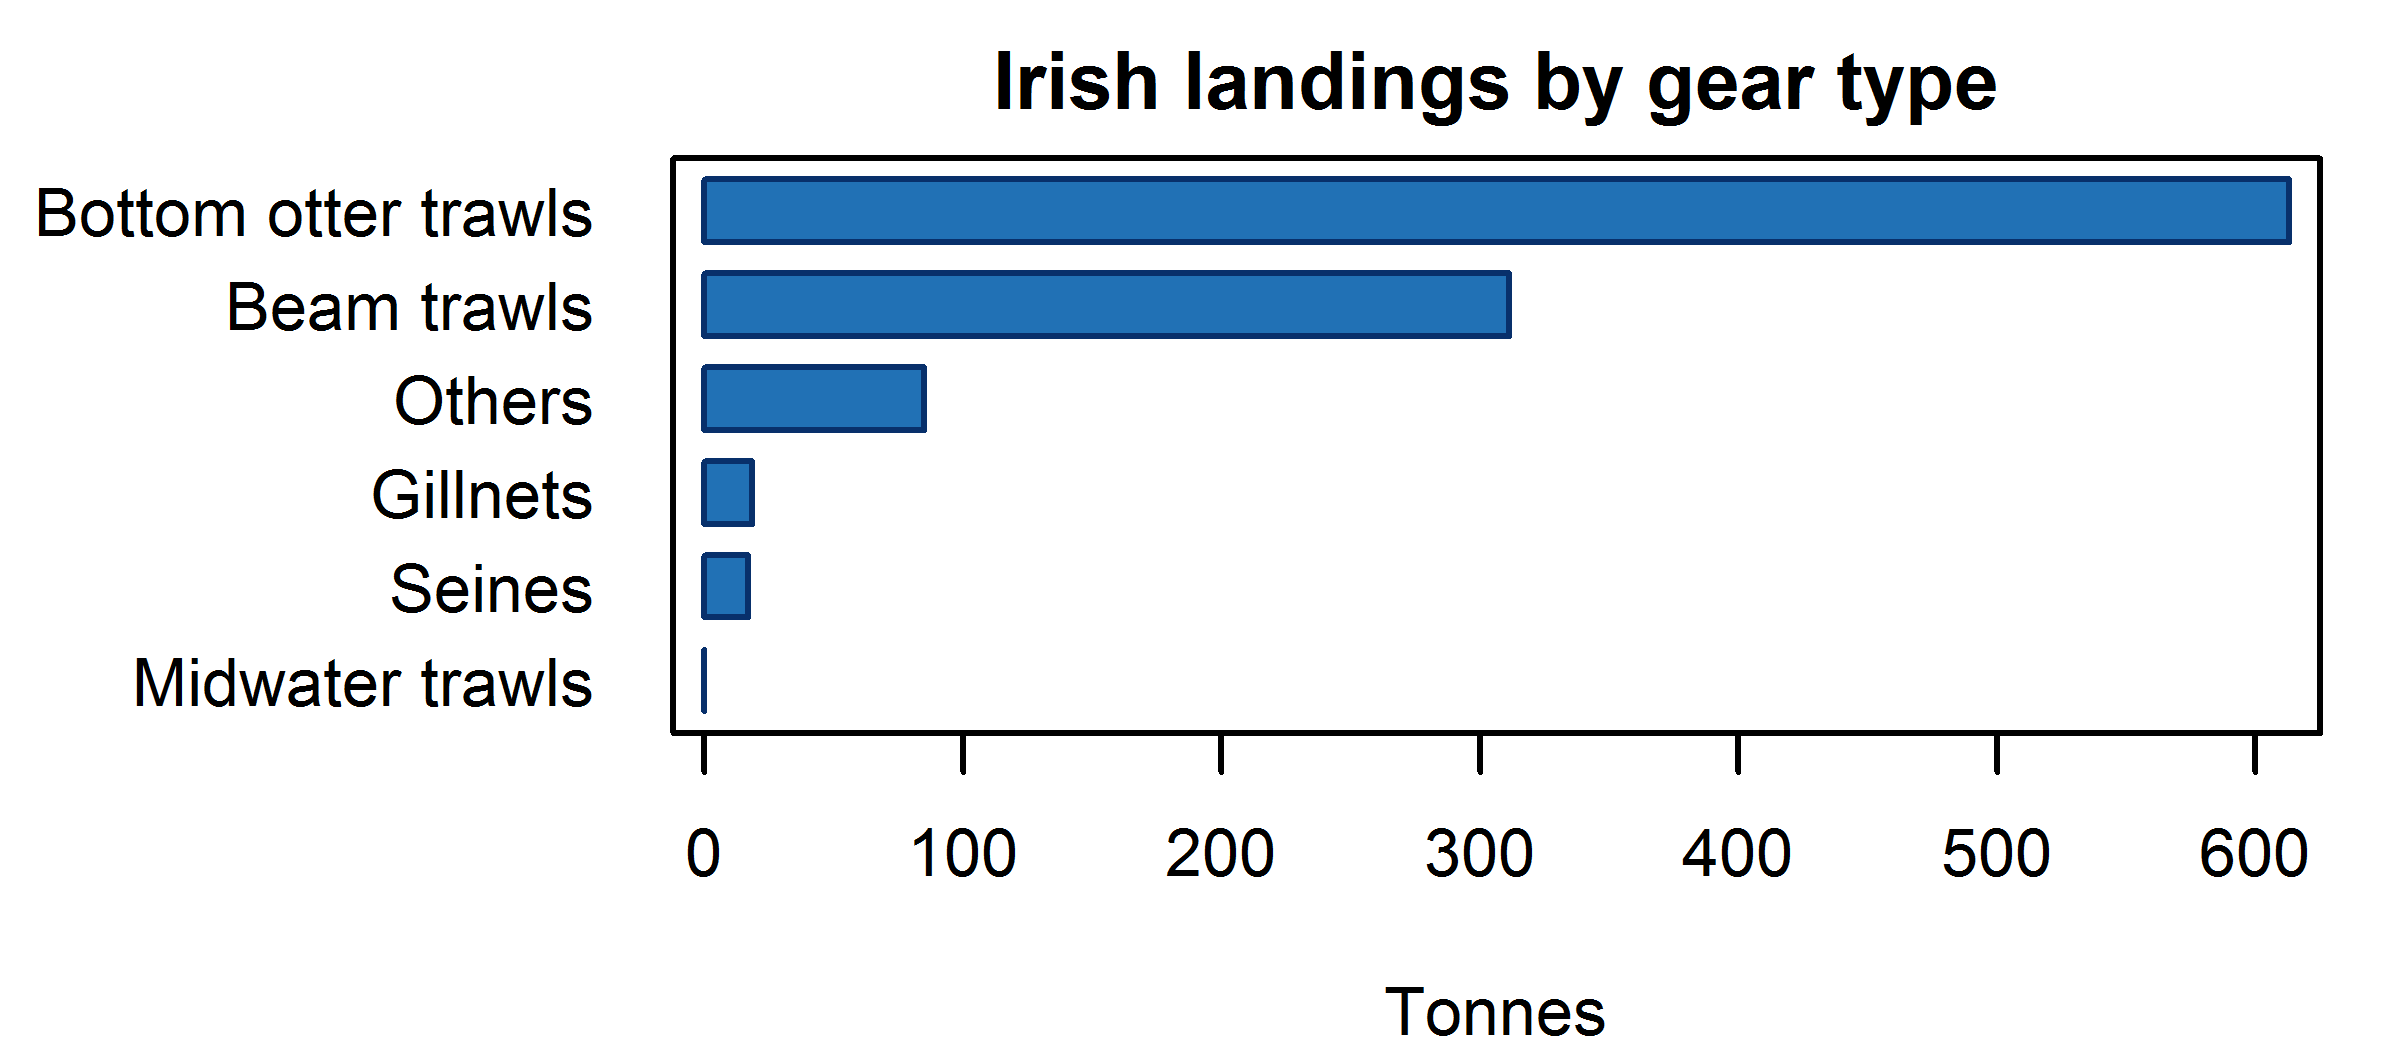 Irish landings by gear type
Bottom otter trawls
Beam trawls
Others
Gillnets
Seines
Midwater trawls
0 100 200 300 400 500 600
Tonnes